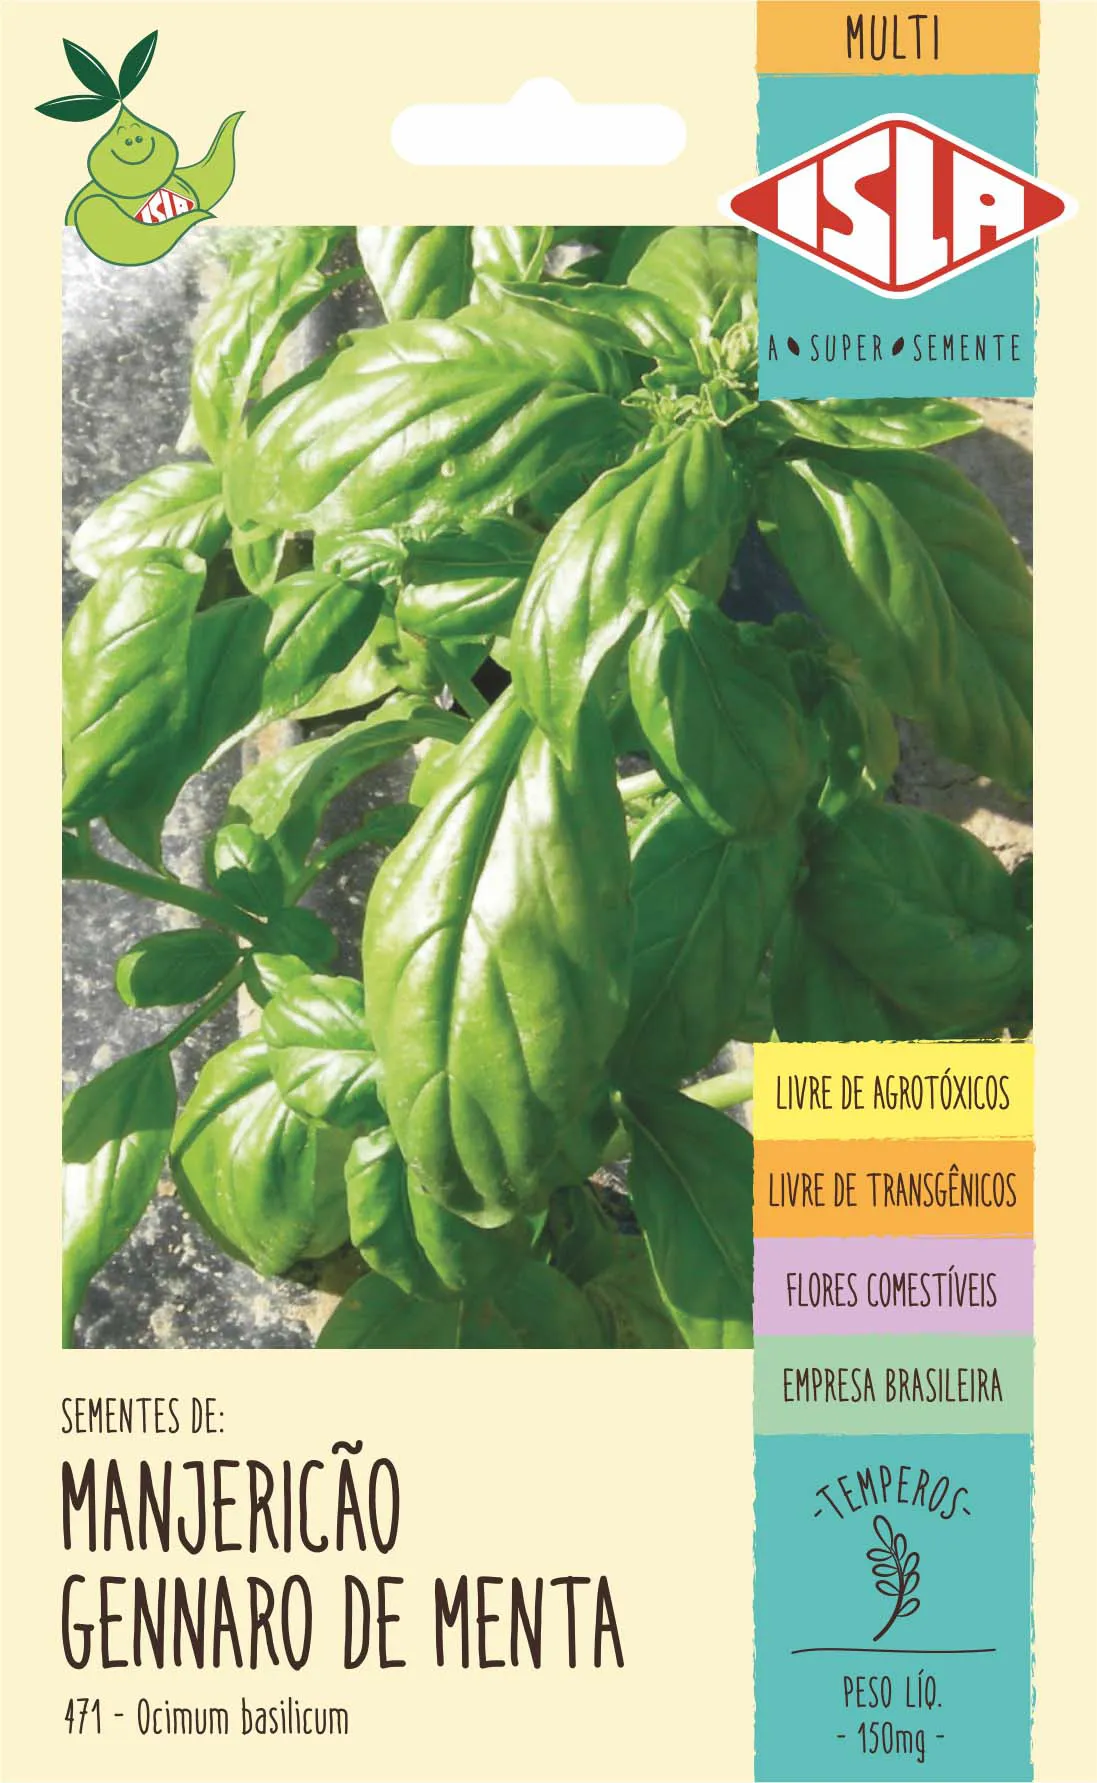 MULTI
ISLA
ISLA
A SUPER SEMENTE
LIVRE DE AGROTÓXICOS
LIVRE DE TRANSGÊNICOS
FLORES COMESTÍVEIS
EMPRESA BRASILEIRA
SEMENTES DE:
MANJERICÃO
GENNARO DE MENTA
471 - Ocimum basilicum
-TEMPEROS-
PESO LÍQ.
- 150mg -